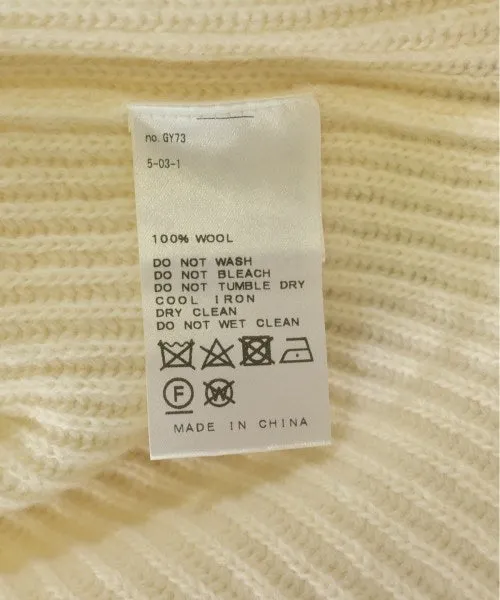 no. GY73
5-03-1
100% WOOL
DO NOT WASH
DO NOT BLEACH
DO NOT TUMBLE DRY
COOL IRON
DRY CLEAN
DO NOT WET CLEAN
F W
MADE IN CHINA